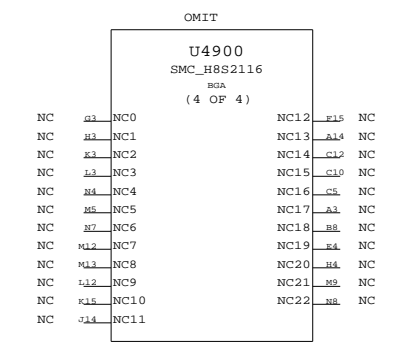 OMIT
U4900
SMC_H8S2116
BGA
(4 OF 4)
NC G3 NC0 NC12 F15 NC
NC H3 NC1 NC13 A14 NC
NC K3 NC2 NC14 C12 NC
NC L3 NC3 NC15 C10 NC
NC N4 NC4 NC16 C5 NC
NC M5 NC5 NC17 A3 NC
NC N7 NC6 NC18 B8 NC
NC M12 NC7 NC19 E4 NC
NC M13 NC8 NC20 H4 NC
NC L12 NC9 NC21 M9 NC
NC K15 NC10 NC22 N8 NC
NC J14 NC11